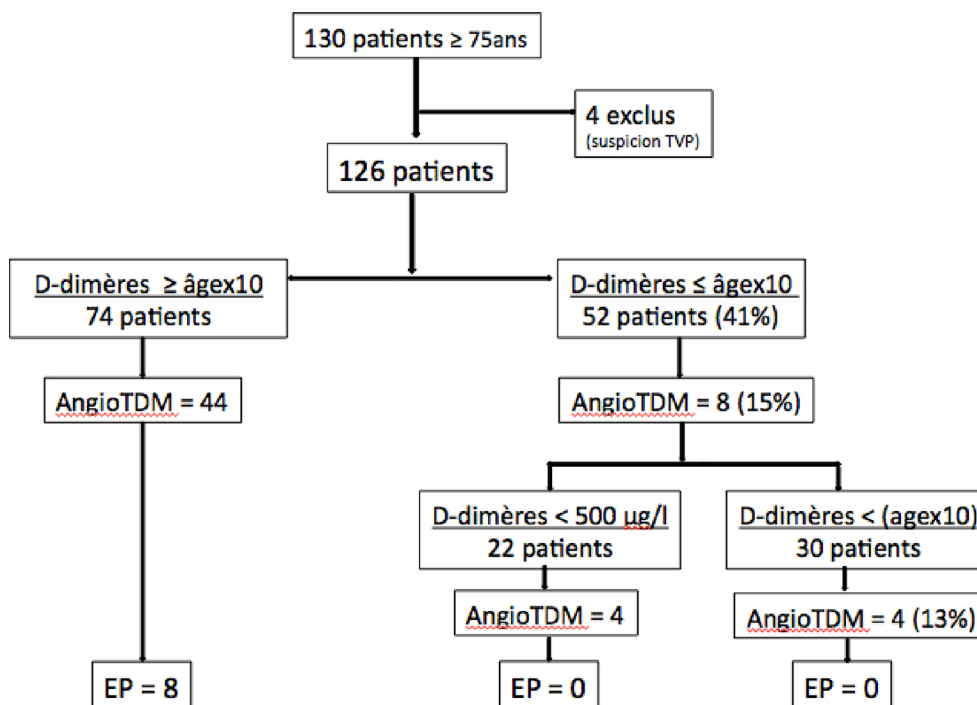 130 patients ≥ 75ans
4 exclus
(suspicion TVP)
126 patients
D-dimères ≥ âgex10
74 patients
D-dimères ≤ âgex10
52 patients (41%)
AngioTDM = 44
AngioTDM = 8 (15%)
D-dimères < 500 µg/l
22 patients
D-dimères < (agex10)
30 patients
AngioTDM = 4
AngioTDM = 4 (13%)
EP = 8
EP = 0
EP = 0